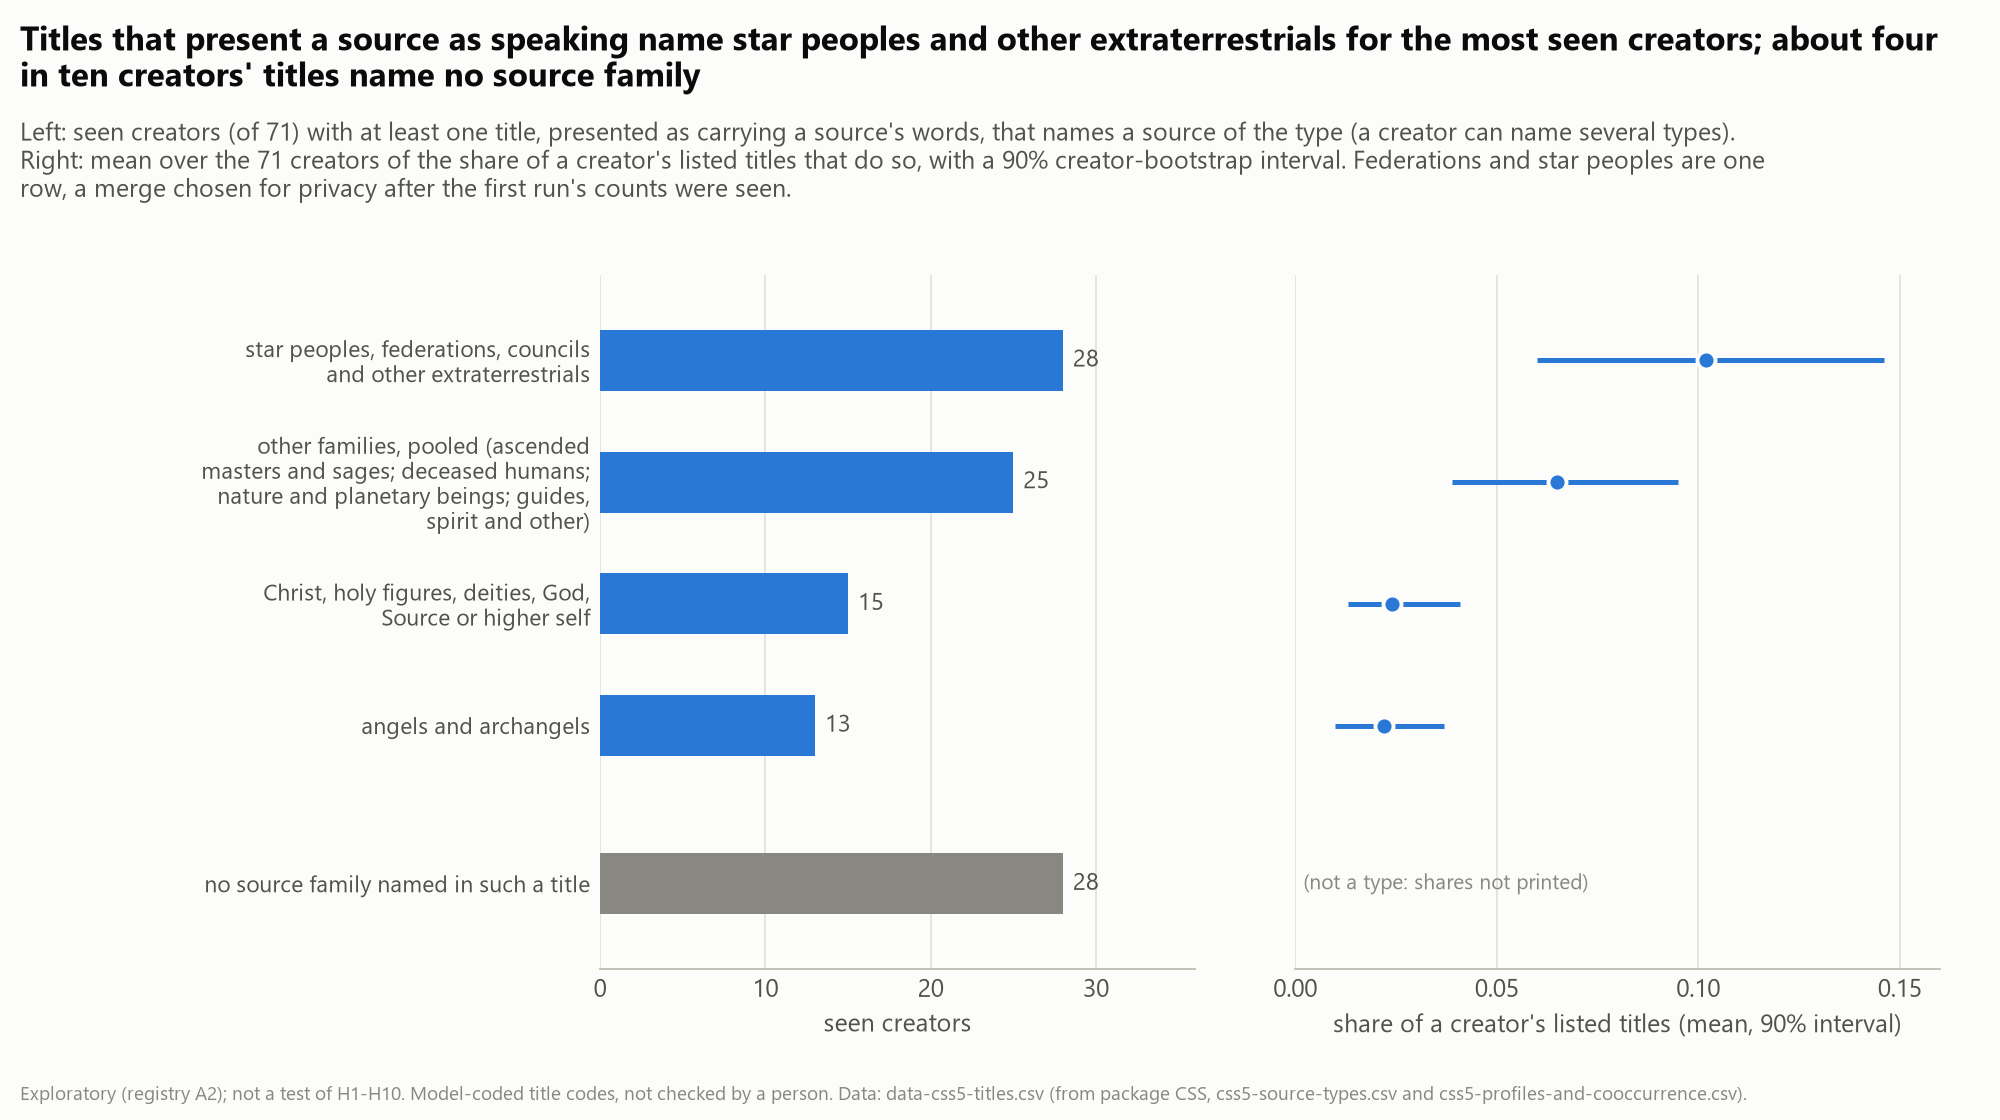 Titles that present a source as speaking name star peoples and other extraterrestrials for the most seen creators; about four
in ten creators' titles name no source family
Left: seen creators (of 71) with at least one title, presented as carrying a source's words, that names a source of the type (a creator can name several types).
Right: mean over the 71 creators of the share of a creator's listed titles that do so, with a 90% creator-bootstrap interval. Federations and star peoples are one
row, a merge chosen for privacy after the first run's counts were seen.
star peoples, federations, councils
and other extraterrestrials
28
other families, pooled (ascended
masters and sages; deceased humans;
nature and planetary beings; guides,
spirit and other)
25
Christ, holy figures, deities, God,
Source or higher self
15
angels and archangels
13
no source family named in such a title
28
(not a type: shares not printed)
0 10 20 30
seen creators
0.00 0.05 0.10 0.15
share of a creator's listed titles (mean, 90% interval)
Exploratory (registry A2); not a test of H1-H10. Model-coded title codes, not checked by a person. Data: data-css5-titles.csv (from package CSS, css5-source-types.csv and css5-profiles-and-cooccurrence.csv).